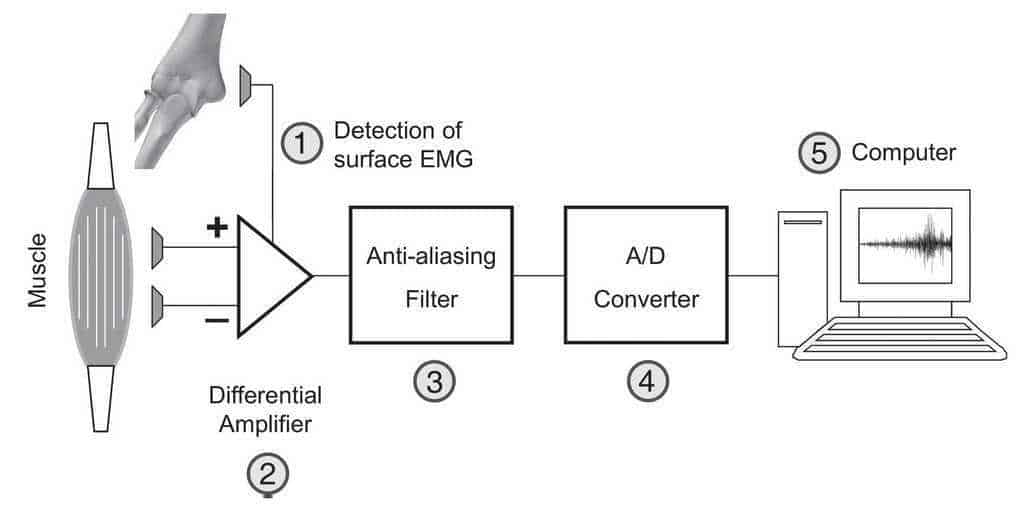 1
Detection of
surface EMG
5 Computer
Muscle
+
−
Anti-aliasing
Filter
A/D
Converter
3
4
Differential
Amplifier
2